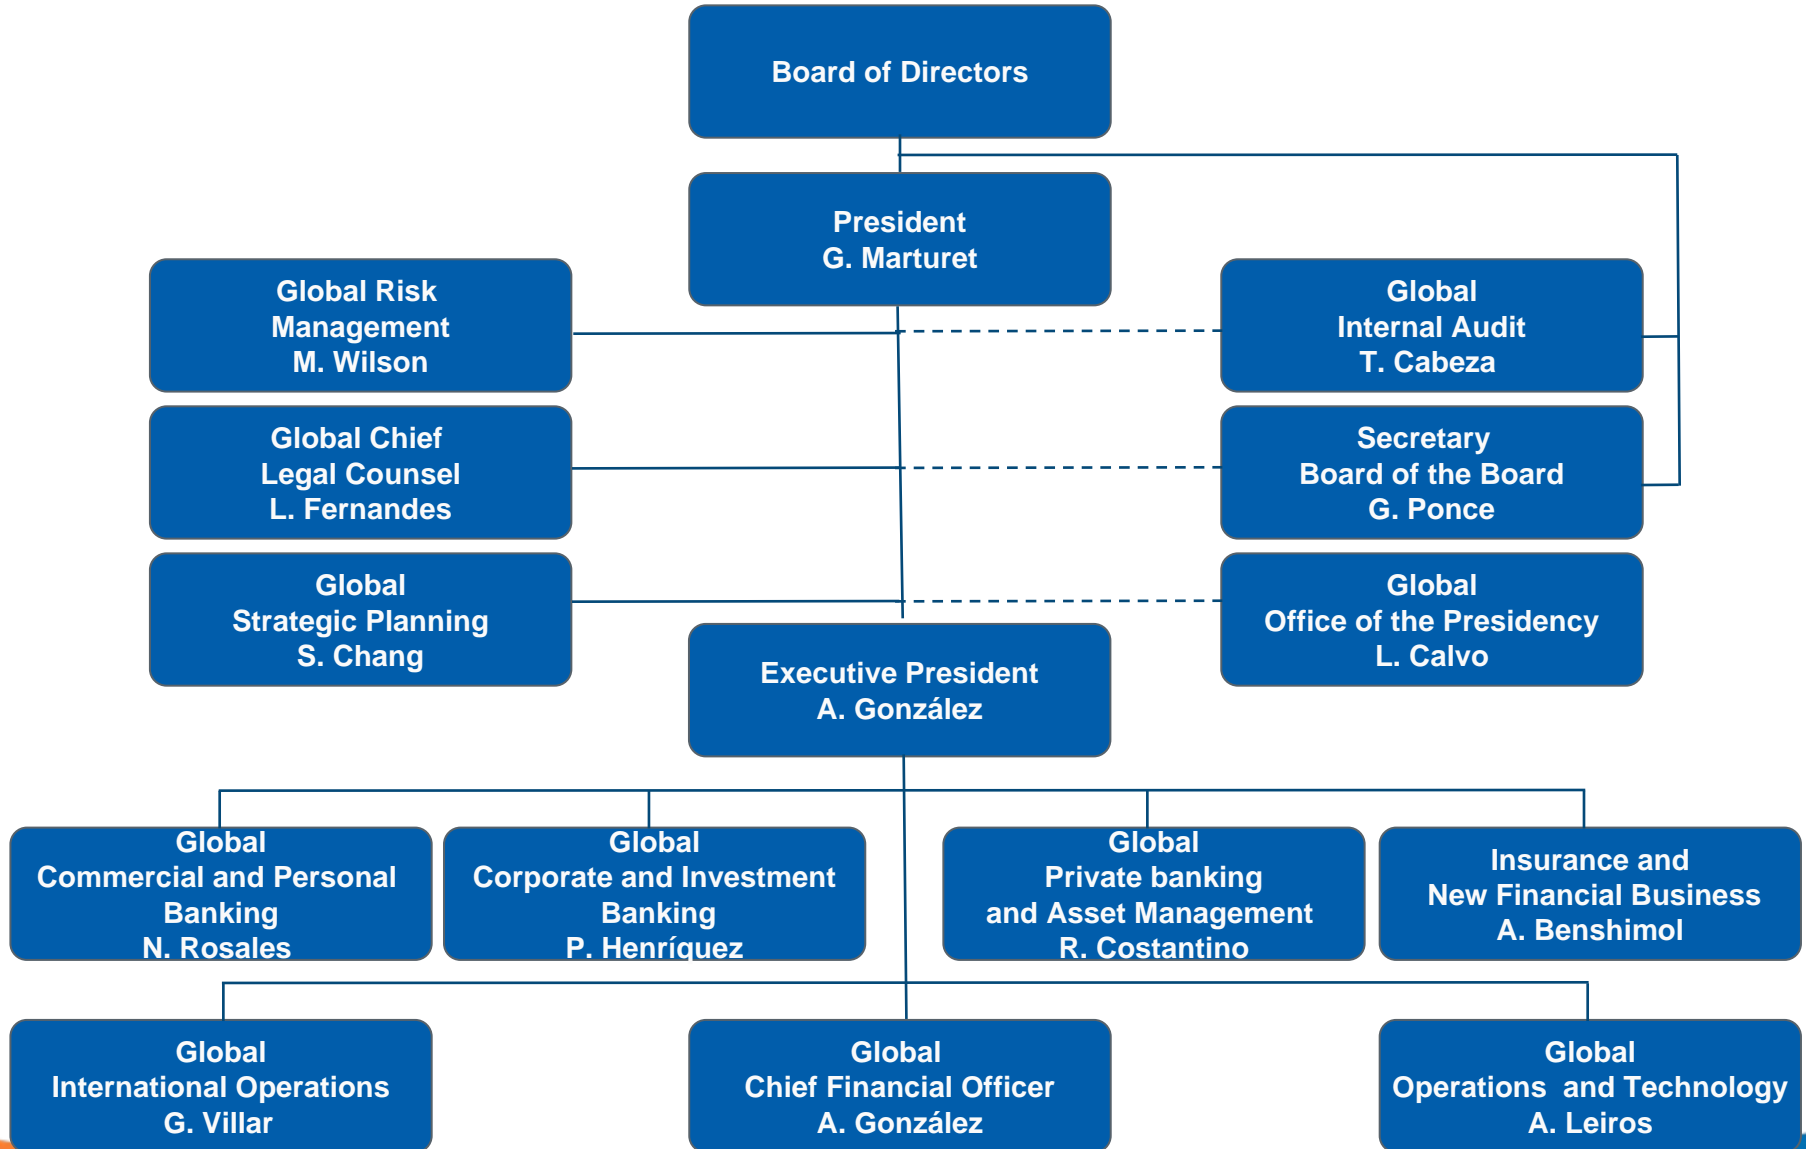 Board of Directors
President
G. Marturet
Global Risk
Management
M. Wilson
Global
Internal Audit
T. Cabeza
Global Chief
Legal Counsel
L. Fernandes
Secretary
Board of the Board
G. Ponce
Global
Strategic Planning
S. Chang
Global
Office of the Presidency
L. Calvo
Executive President
A. González
Global
Commercial and Personal
Banking
N. Rosales
Global
Corporate and Investment
Banking
P. Henríquez
Global
Private banking
and Asset Management
R. Costantino
Insurance and
New Financial Business
A. Benshimol
Global
International Operations
G. Villar
Global
Chief Financial Officer
A. González
Global
Operations and Technology
A. Leiros